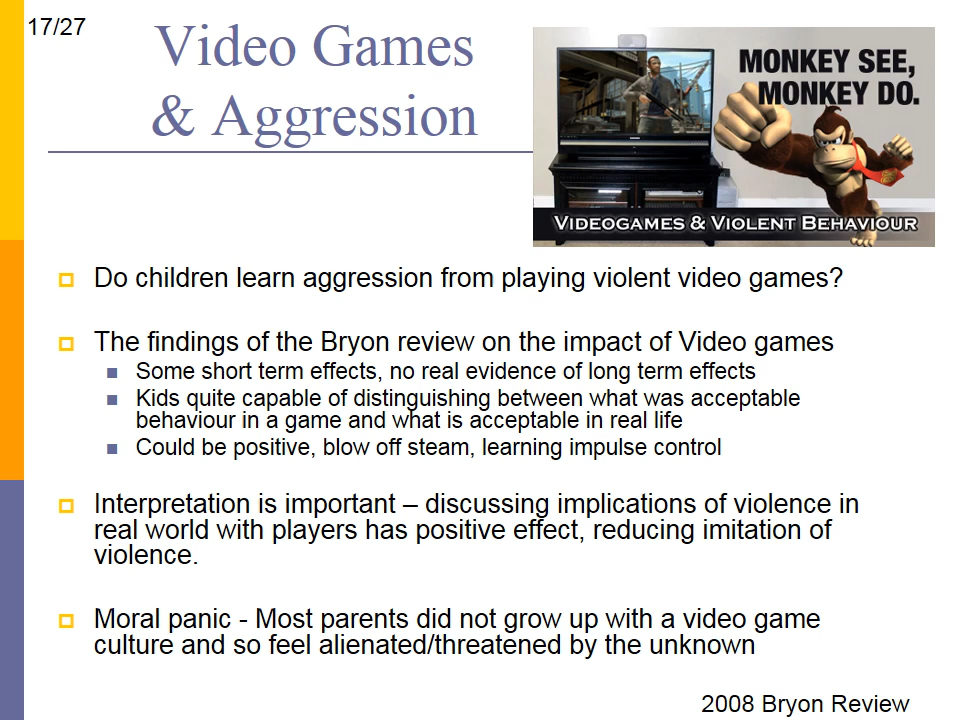 17/27
Video Games
& Aggression
MONKEY SEE,
MONKEY DO.
VIDEOGAMES & VIOLENT BEHAVIOUR
Do children learn aggression from playing violent video games?
The findings of the Bryon review on the impact of Video games
Some short term effects, no real evidence of long term effects
Kids quite capable of distinguishing between what was acceptable
behaviour in a game and what is acceptable in real life
Could be positive, blow off steam, learning impulse control
Interpretation is important – discussing implications of violence in
real world with players has positive effect, reducing imitation of
violence.
Moral panic - Most parents did not grow up with a video game
culture and so feel alienated/threatened by the unknown
2008 Bryon Review